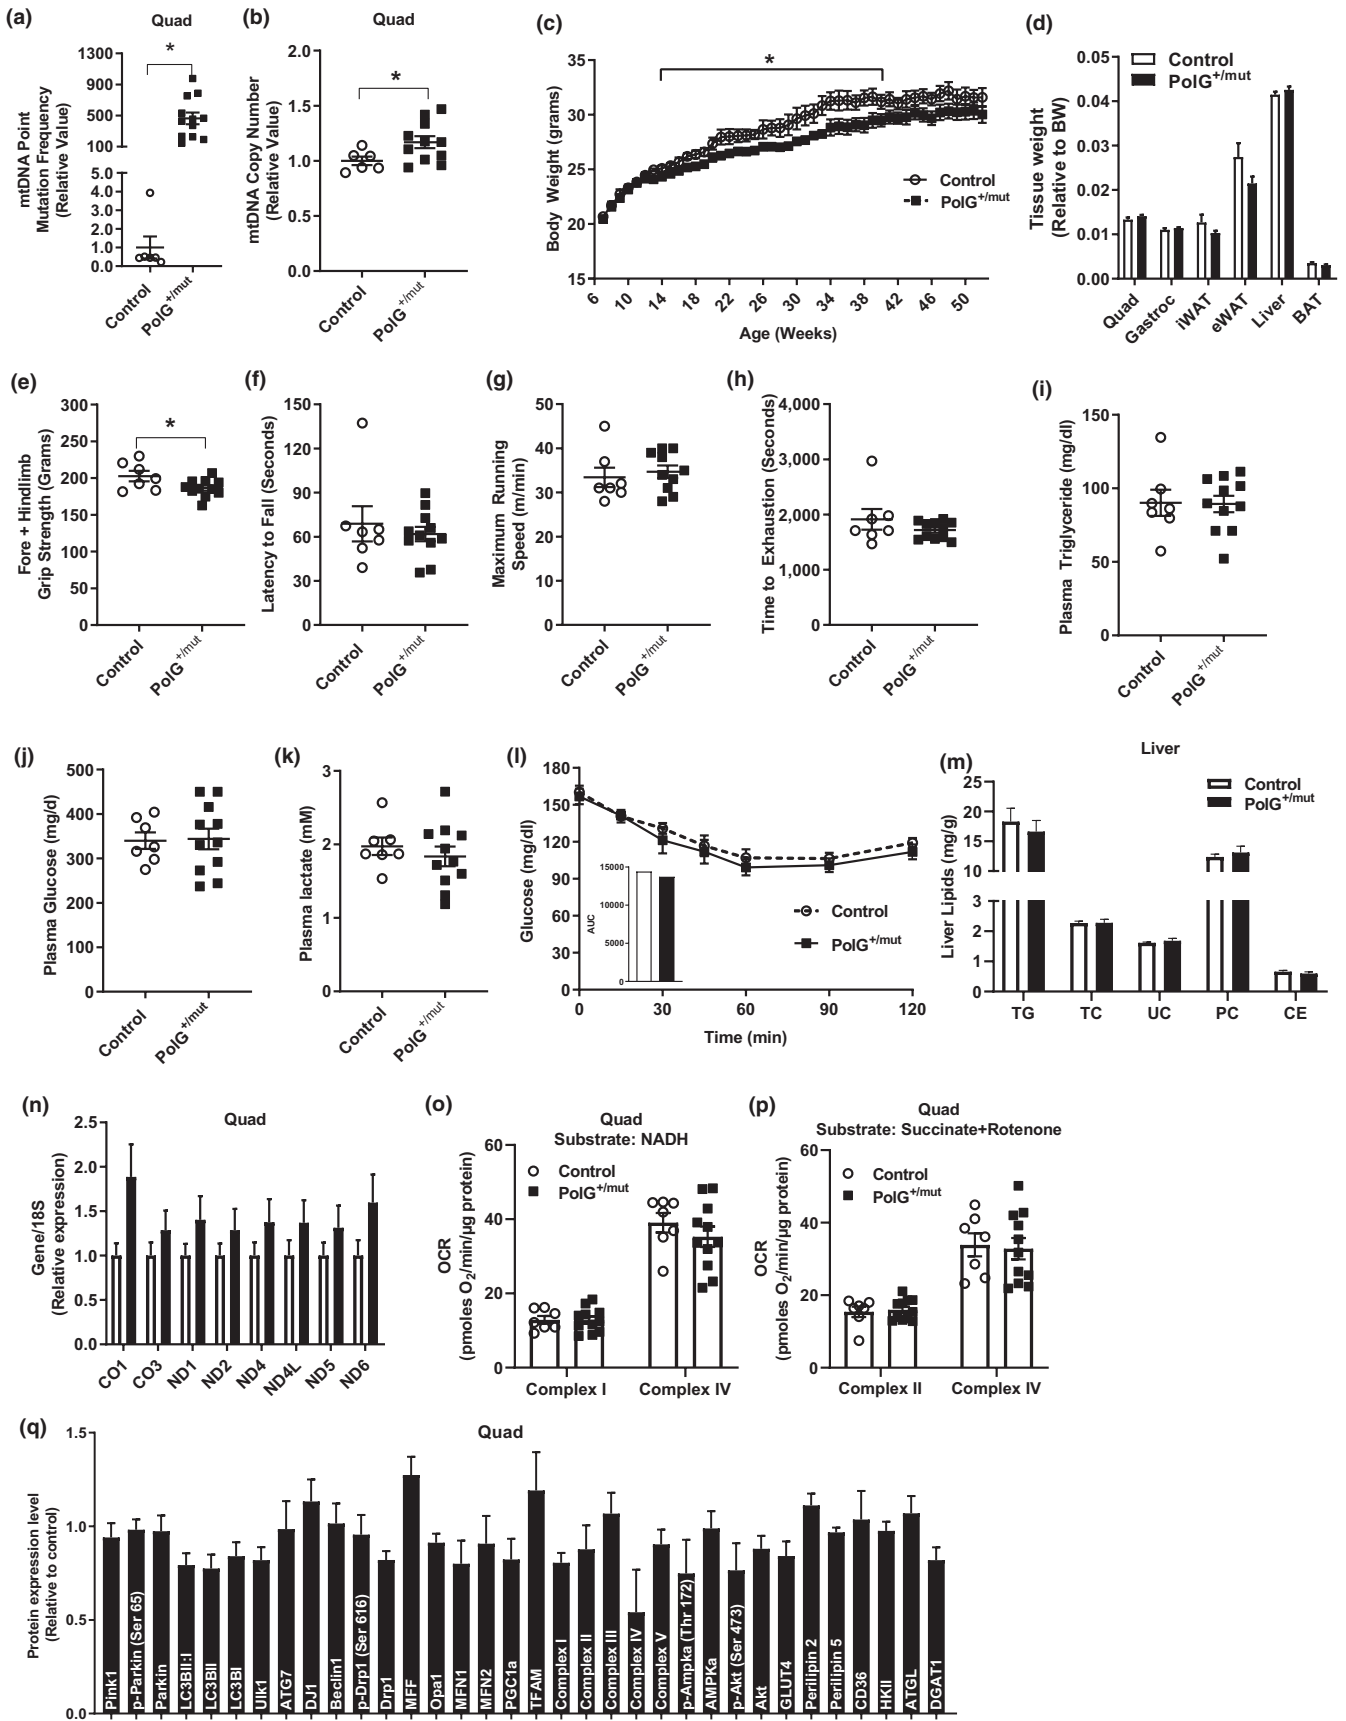 (a)
Quad
mtDNA Point
Mutation Frequency
(Relative Value)
1300
900
500
100
5.0
4.0
3.0
2.0
1.0
0.0
*
Control
PolG+/mut
(b)
Quad
mtDNA Copy Number
(Relative Value)
2.0
1.5
1.0
0.5
0.0
*
Control
PolG+/mut
(c)
Body Weight (grams)
35
30
25
20
15
*
Control
PolG+/mut
6 10 14 18 22 26 30 34 38 42 46 50
Age (Weeks)
(d)
Tissue weight
(Relative to BW)
0.05
0.04
0.03
0.02
0.01
0.00
Control
PolG+/mut
Quad Gastroc iWAT eWAT Liver BAT
(e)
Fore + Hindlimb
Grip Strength (Grams)
300
250
200
150
100
50
0
*
Control
PolG+/mut
(f)
Latency to Fall (Seconds)
150
120
90
60
30
0
Control
PolG+/mut
(g)
Maximum Running
Speed (m/min)
50
40
30
20
10
0
Control
PolG+/mut
(h)
Time to Exhaustion (Seconds)
4,000
3,000
2,000
1,000
0
Control
PolG+/mut
(i)
Plasma Triglyceride (mg/dl)
150
100
50
0
Control
PolG+/mut
(j)
Plasma Glucose (mg/d)
500
400
300
200
100
0
Control
PolG+/mut
(k)
Plasma lactate (mM)
3
2
1
0
Control
PolG+/mut
(l)
Glucose (mg/dl)
180
150
120
90
60
30
0
AUC
15000
10000
5000
0
Control
PolG+/mut
0 30 60 90 120
Time (min)
(m)
Liver
Liver Lipids (mg/g)
25
20
15
10
3
2
1
0
Control
PolG+/mut
TG TC UC PC CE
(n)
Quad
Gene/18S
(Relative expression)
2.5
2.0
1.5
1.0
0.5
0.0
CO1 CO3 ND1 ND2 ND4 ND4L ND5 ND6
(o)
Quad
Substrate: NADH
OCR
(pmoles O2/min/µg protein)
60
40
20
0
Control
PolG+/mut
Complex I Complex IV
(p)
Quad
Substrate: Succinate+Rotenone
OCR
(pmoles O2/min/µg protein)
60
40
20
0
Control
PolG+/mut
Complex II Complex IV
(q)
Quad
Protein expression level
(Relative to control)
1.5
1.0
0.5
0.0
Pink1
p-Parkin (Ser 65)
Parkin
LC3BII:I
LC3BII
LC3BI
Ulk1
ATG7
DJ1
Beclin1
p-Drp1 (Ser 616)
Drp1
MFF
Opa1
MFN1
MFN2
PGC1a
TFAM
Complex I
Complex II
Complex III
Complex IV
Complex V
p-Ampka (Thr 172)
AMPKa
p-Akt (Ser 473)
Akt
GLUT4
Perilipin 2
Perilipin 5
CD36
HKII
ATGL
DGAT1